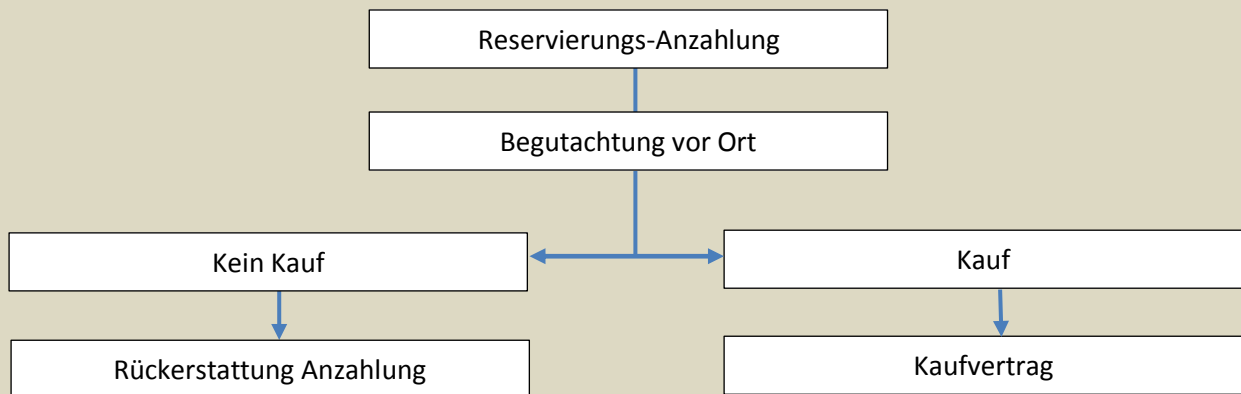 Reservierungs-Anzahlung
Begutachtung vor Ort
Kein Kauf
Kauf
Rückerstattung Anzahlung
Kaufvertrag